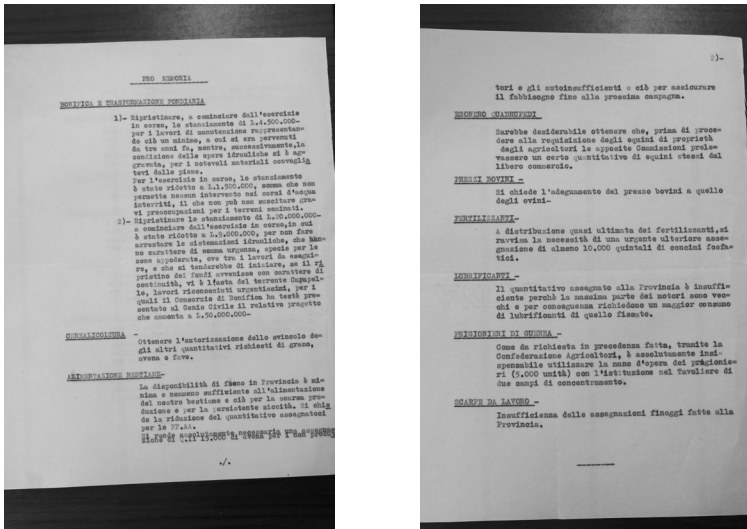 PRO MEMORIA
BONIFICA E TRASFORMAZIONE FONDIARIA
1)- Ripristinare, a cominciare dall'esercizio
in corso, lo stanziamento di L.4.500.000-
per i lavori di manutenzione rappresentan-
do ciò un minimo, a cui si era pervenuti
da tre anni fa, mentre, successivamente, la
condizione delle opere idrauliche si è ag-
gravata, per i notevoli materiali convoglia
tevi dalle piene.
Per l'esercizio in corso, lo stanziamento
è stato ridotto a L.1.500.000, somma che non
permette nessun intervento nei corsi d'acqua
interriti, il che non può non suscitare gra-
vi preoccupazioni per i terreni seminati.
2)- Ripristinare lo stanziamento di L.20.000.000-
a cominciare dall'esercizio in corso, in cui
è stato ridotto a L.9.000.000, per non fare
arrestare le sistemazioni idrauliche, che han-
no carattere di somma urgenza, specie per le
zone appoderate, ove tra i lavori da esegui-
re, e che si tenderebbe di iniziare, se il ri
pristino dei fondi avvenisse con carattere di
continuità, vi è l'asta del torrente Carapel-
le, lavori riconosciuti urgentissimi, per i
quali il Consorzio di Bonifica ha testè pre-
sentato al Genio Civile il relativo progetto
che ammonta a L.50.000.000-
CEREALICOLTURA -
Ottenere l'autorizzazione dello svincolo de-
gli altri quantitativi richiesti di grano,
avena e fave.
ALIMENTAZIONE BESTIAME-
La disponibilità di fieno in Provincia è mi-
nima e nemmeno sufficiente all'alimentazione
del nostro bestiame e ciò per la scarsa pro-
duzione e per la persistente siccità. Si chie
de la riduzione del quantitativo assegnatoci
per le FF.AA.
Si rende assolutamente necessaria una assegna
zione di Q.li 15.000 di avena per i non produt
./.
2)-
tori e gli autoinsufficienti e ciò per assicurare
il fabbisogno fino alla prossima campagna.
ESONERO QUADRUPEDI
Sarebbe desiderabile ottenere che, prima di proce-
dere alla requisizione degli equini di proprietà
degli agricoltori le apposite Commissioni prele-
vassero un certo quantitativo di equini stessi dal
libero commercio.
PREZZI BOVINI -
Si chiede l'adeguamento del prezzo bovini a quello
degli ovini-
FERTILIZZANTI-
A distribuzione quasi ultimata dei fertilizzanti, si
ravvisa la necessità di una urgente ulteriore asse-
gnazione di almeno 10.000 quintali di concimi fosfa-
tici.
LUBRIFICANTI -
Il quantitativo assegnato alla Provincia è insuffi-
ciente perchè la massima parte dei motori sono vec-
chi e per conseguenza richiedono un maggior consumo
di lubrificanti di quello fissato.
PRIGIONIERI DI GUERRA -
Come da richiesta in precedenza fatta, tramite la
Confederazione Agricoltori, è assolutamente indi-
spensabile utilizzare la mano d'opera dei prigionie-
ri (5.000 unità) con l'istituzione nel Tavoliere di
due campi di concentramento.
SCARPE DA LAVORO -
Insufficienza delle assegnazioni finoggi fatte alla
Provincia.